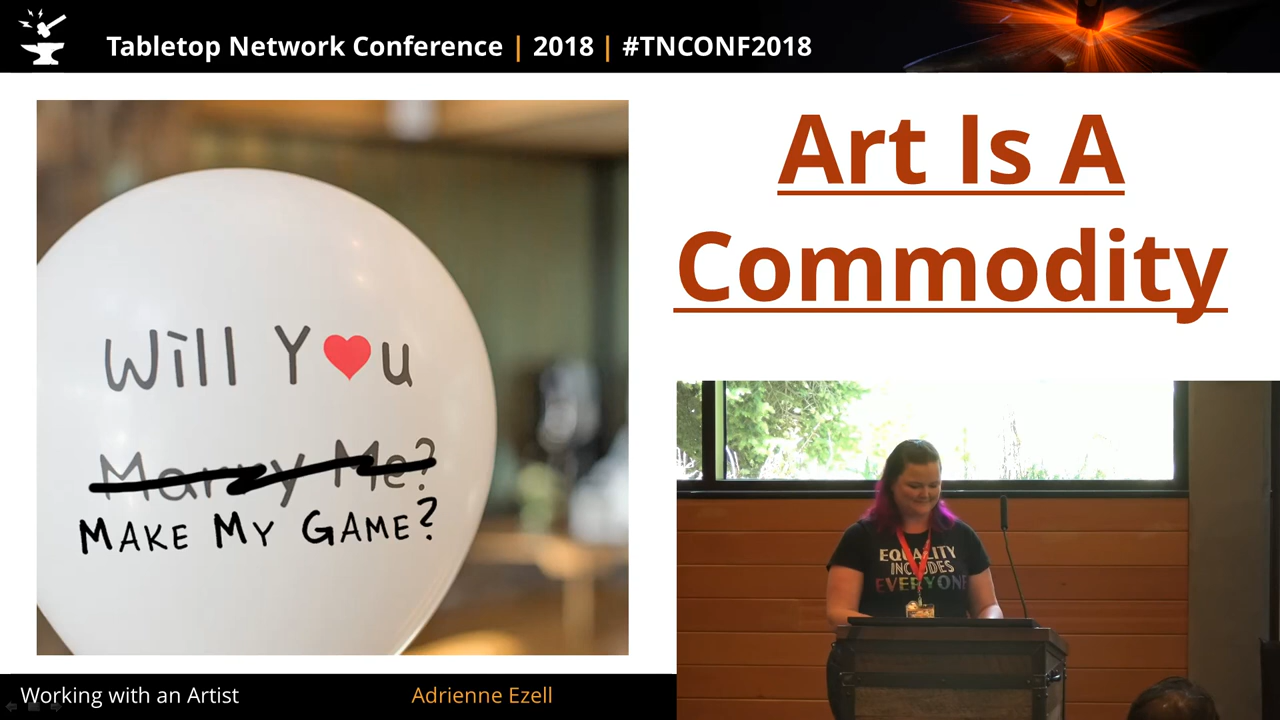 Tabletop Network Conference | 2018 | #TNCONF2018
Art Is A
Commodity
Will Y❤u
Marry Me?
MAKE MY GAME?
EQUALITY
INCLUDES
EVERYONE
Working with an Artist
Adrienne Ezell